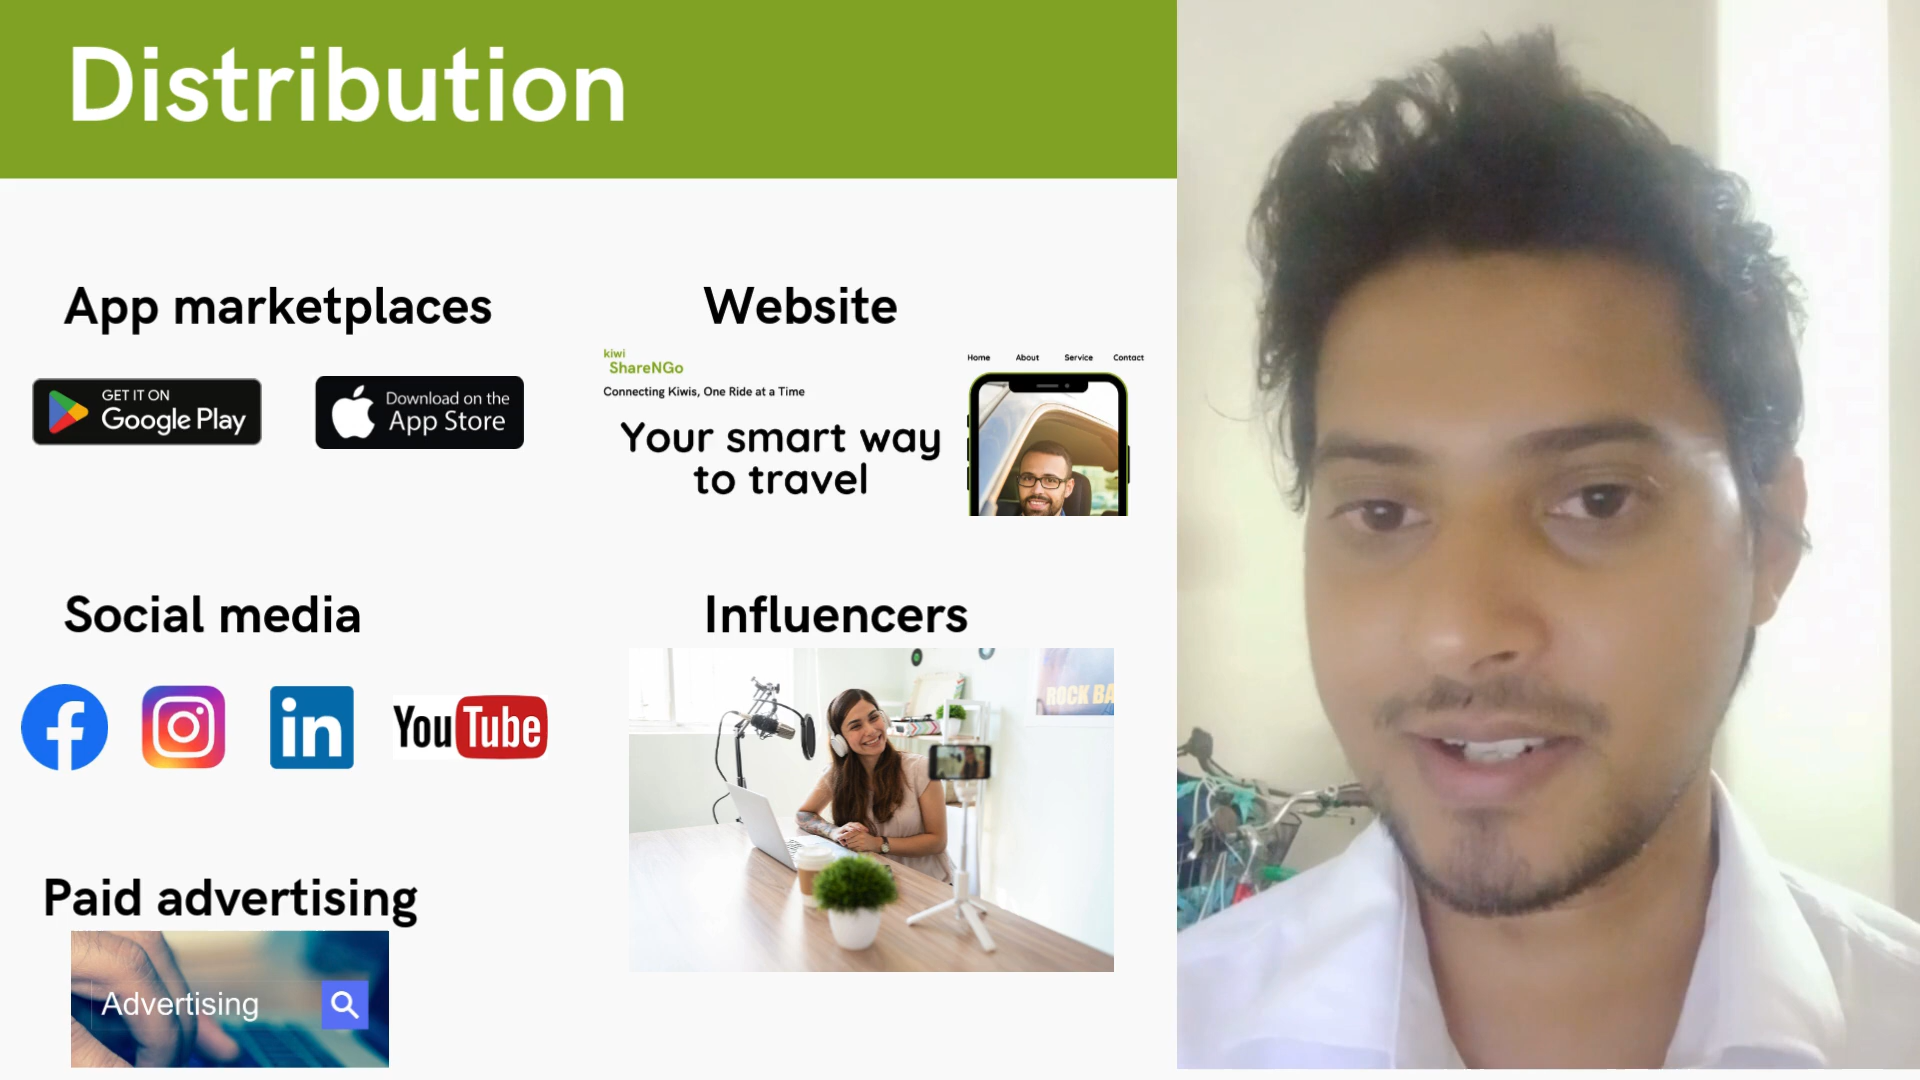 Distribution
App marketplaces
GET IT ON
Google Play
Download on the
App Store
Website
kiwi
ShareNGo
Connecting Kiwis, One Ride at a Time
Your smart way
to travel
Home About Service Contact
Social media
in
YouTube
Influencers
ROCK BA
Paid advertising
Advertising